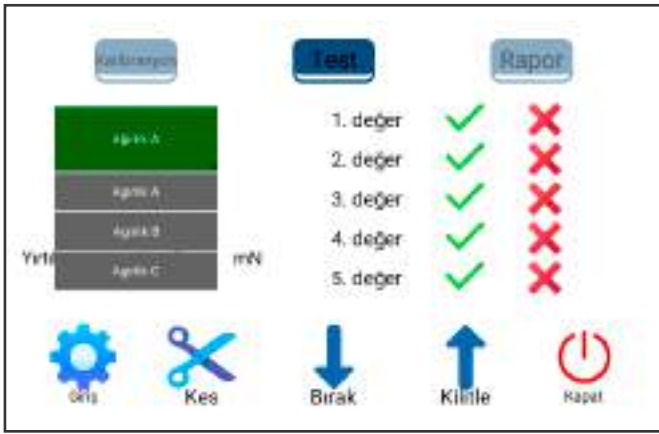 Kalibrasyon
Test
Rapor
Ağırlık A
Ağırlık A
Ağırlık B
Ağırlık C
mN
1. değer
2. değer
3. değer
4. değer
5. değer
Giriş
Kes
Bırak
Kilitle
Kapat